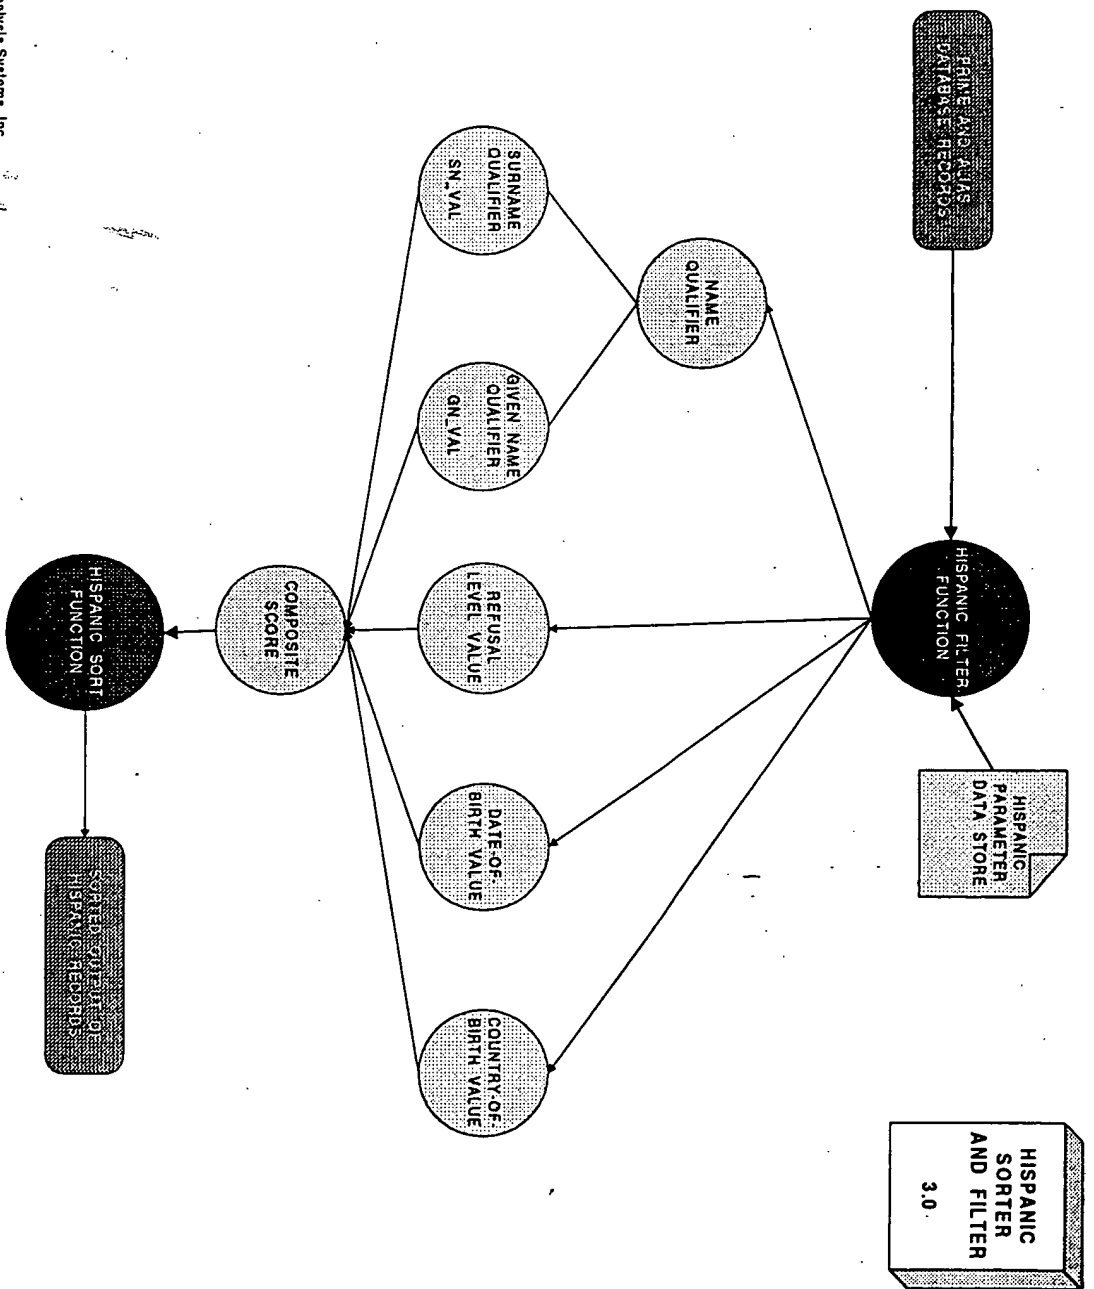 HISPANIC
SORTER
AND FILTER
3.0
PRIME AND ALIAS
DATABASE RECORDS
HISPANIC FILTER
FUNCTION
HISPANIC
PARAMETER
DATA STORE
NAME
QUALIFIER
SURNAME
QUALIFIER
SN_VAL
GIVEN NAME
QUALIFIER
GN_VAL
REFUSAL
LEVEL VALUE
DATE-OF-
BIRTH VALUE
COUNTRY-OF-
BIRTH VALUE
COMPOSITE
SCORE
HISPANIC SORT
FUNCTION
SORTED OUTPUT OF
HISPANIC RECORDS
Systems, Inc.